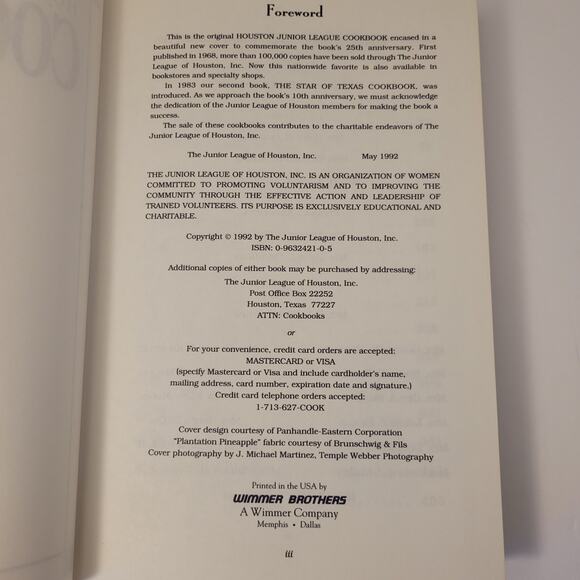 Foreword
This is the original HOUSTON JUNIOR LEAGUE COOKBOOK encased in a
beautiful new cover to commemorate the book's 25th anniversary. First
published in 1968, more than 100,000 copies have been sold through The Junior
League of Houston, Inc. Now this nationwide favorite is also available in
bookstores and specialty shops.
In 1983 our second book, THE STAR OF TEXAS COOKBOOK, was
introduced. As we approach the book's 10th anniversary, we must acknowledge
the dedication of the Junior League of Houston members for making the book a
success.
The sale of these cookbooks contributes to the charitable endeavors of The
Junior League of Houston, Inc.
The Junior League of Houston, Inc. May 1992
THE JUNIOR LEAGUE OF HOUSTON, INC. IS AN ORGANIZATION OF WOMEN
COMMITTED TO PROMOTING VOLUNTARISM AND TO IMPROVING THE
COMMUNITY THROUGH THE EFFECTIVE ACTION AND LEADERSHIP OF
TRAINED VOLUNTEERS. ITS PURPOSE IS EXCLUSIVELY EDUCATIONAL AND
CHARITABLE.
Copyright © 1992 by The Junior League of Houston, Inc.
ISBN: 0-9632421-0-5
Additional copies of either book may be purchased by addressing:
The Junior League of Houston, Inc.
Post Office Box 22252
Houston, Texas 77227
ATTN: Cookbooks
or
For your convenience, credit card orders are accepted:
MASTERCARD or VISA
(specify Mastercard or Visa and include cardholder's name,
mailing address, card number, expiration date and signature.)
Credit card telephone orders accepted:
1-713-627-COOK
Cover design courtesy of Panhandle-Eastern Corporation
"Plantation Pineapple" fabric courtesy of Brunschwig & Fils
Cover photography by J. Michael Martinez, Temple Webber Photography
Printed in the USA by
WIMMER BROTHERS
A Wimmer Company
Memphis • Dallas
iii